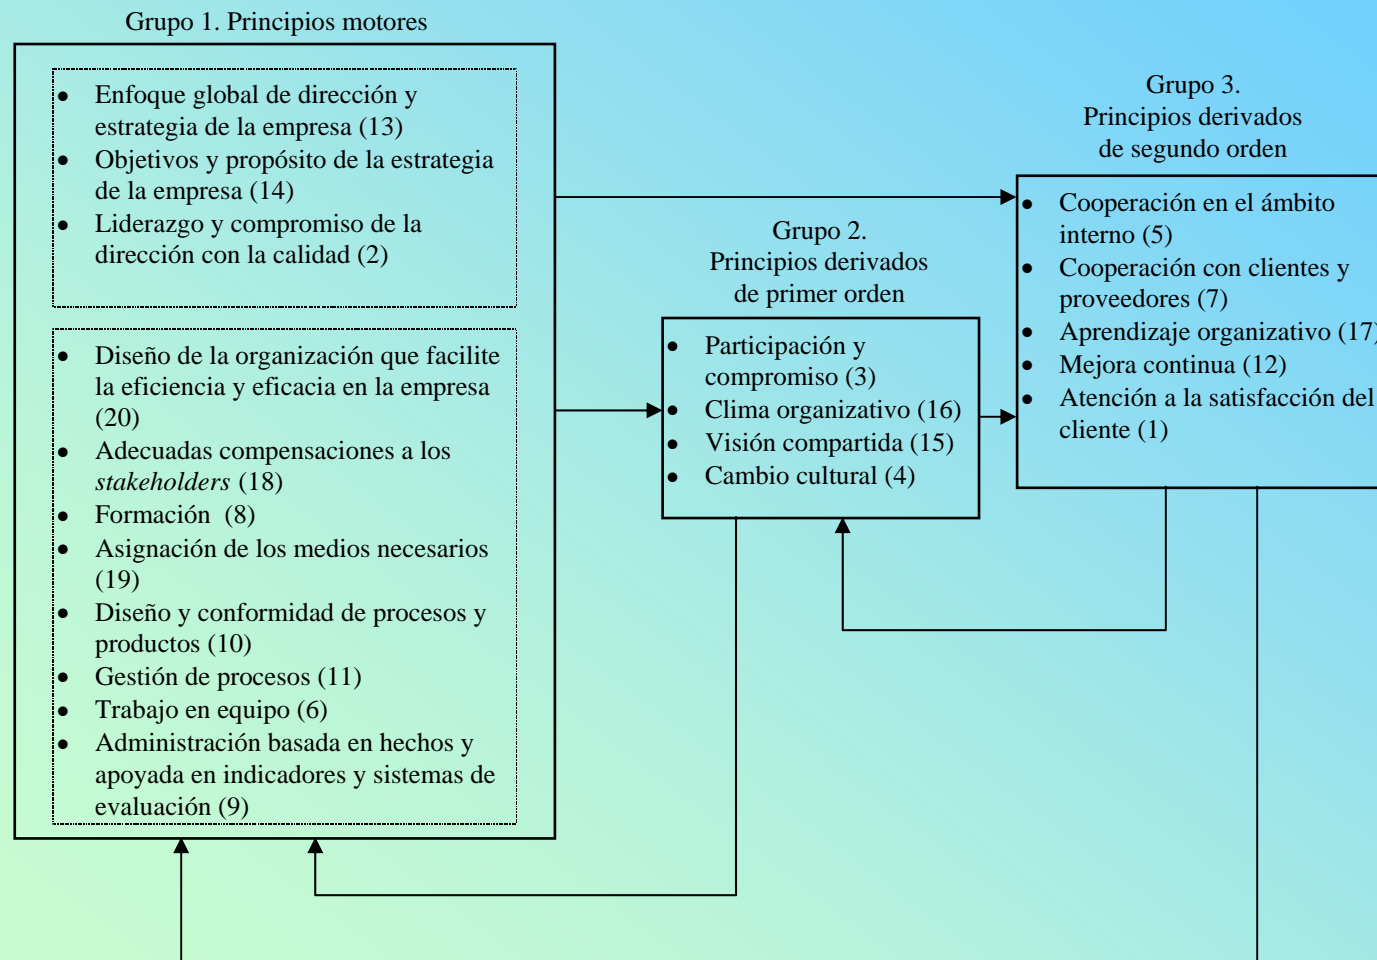 Grupo 1. Principios motores
• Enfoque global de dirección y
estrategia de la empresa (13)
• Objetivos y propósito de la estrategia
de la empresa (14)
• Liderazgo y compromiso de la
dirección con la calidad (2)
• Diseño de la organización que facilite
la eficiencia y eficacia en la empresa
(20)
• Adecuadas compensaciones a los
stakeholders (18)
• Formación (8)
• Asignación de los medios necesarios
(19)
• Diseño y conformidad de procesos y
productos (10)
• Gestión de procesos (11)
• Trabajo en equipo (6)
• Administración basada en hechos y
apoyada en indicadores y sistemas de
evaluación (9)
Grupo 2.
Principios derivados
de primer orden
• Participación y
compromiso (3)
• Clima organizativo (16)
• Visión compartida (15)
• Cambio cultural (4)
Grupo 3.
Principios derivados
de segundo orden
• Cooperación en el ámbito
interno (5)
• Cooperación con clientes y
proveedores (7)
• Aprendizaje organizativo (17)
• Mejora continua (12)
• Atención a la satisfacción del
cliente (1)